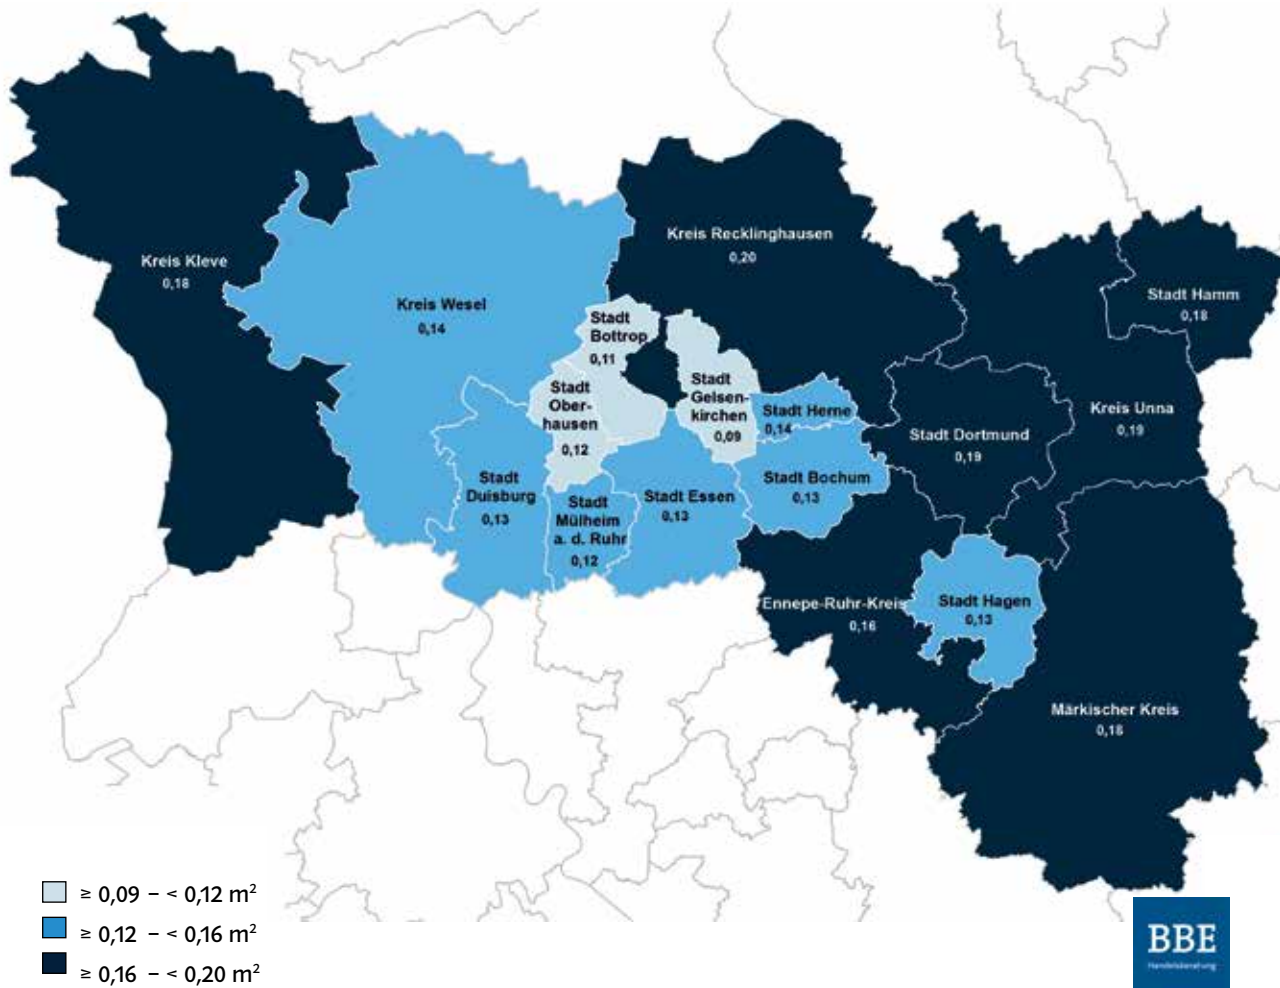 Kreis Kleve
0,18
Kreis Wesel
0,14
Kreis Recklinghausen
0,20
Stadt Hamm
0,18
Stadt
Bottrop
0,11
Stadt
Ober-
hausen
0,12
Stadt
Gelsen-
kirchen
0,09
Stadt Herne
0,14
Stadt Dortmund
0,19
Kreis Unna
0,19
Stadt
Duisburg
0,13
Stadt
Mülheim
a. d. Ruhr
0,12
Stadt Essen
0,13
Stadt Bochum
0,13
Ennepe-Ruhr-Kreis
0,16
Stadt Hagen
0,13
Märkischer Kreis
0,18
≥ 0,09 – < 0,12 m²
≥ 0,12 – < 0,16 m²
≥ 0,16 – < 0,20 m²
BBE
Handelsberatung